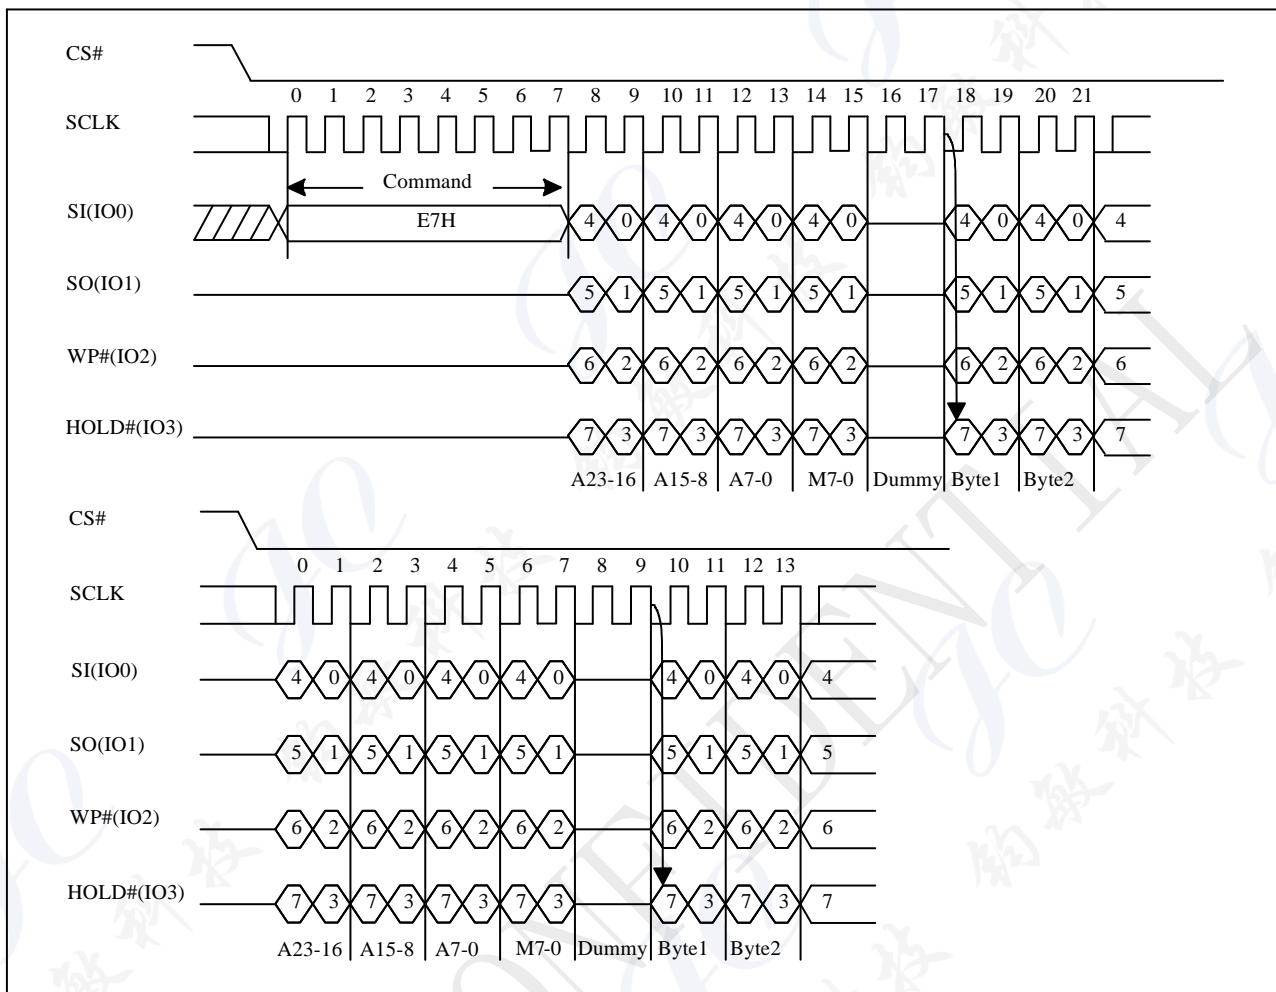 CS#
0 1 2 3 4 5 6 7 8 9 10 11 12 13 14 15 16 17 18 19 20 21
SCLK
Command
SI(IO0) E7H 4 0 4 0 4 0 4 0 4 0 4 0 4
SO(IO1) 5 1 5 1 5 1 5 1 5 1 5 1 5
WP#(IO2) 6 2 6 2 6 2 6 2 6 2 6 2 6
HOLD#(IO3) 7 3 7 3 7 3 7 3 7 3 7 3 7
A23-16 A15-8 A7-0 M7-0 Dummy Byte1 Byte2
CS#
0 1 2 3 4 5 6 7 8 9 10 11 12 13
SCLK
SI(IO0) 4 0 4 0 4 0 4 0 4 0 4 0 4
SO(IO1) 5 1 5 1 5 1 5 1 5 1 5 1 5
WP#(IO2) 6 2 6 2 6 2 6 2 6 2 6 2 6
HOLD#(IO3) 7 3 7 3 7 3 7 3 7 3 7 3 7
A23-16 A15-8 A7-0 M7-0 Dummy Byte1 Byte2
CONFIDENTIAL